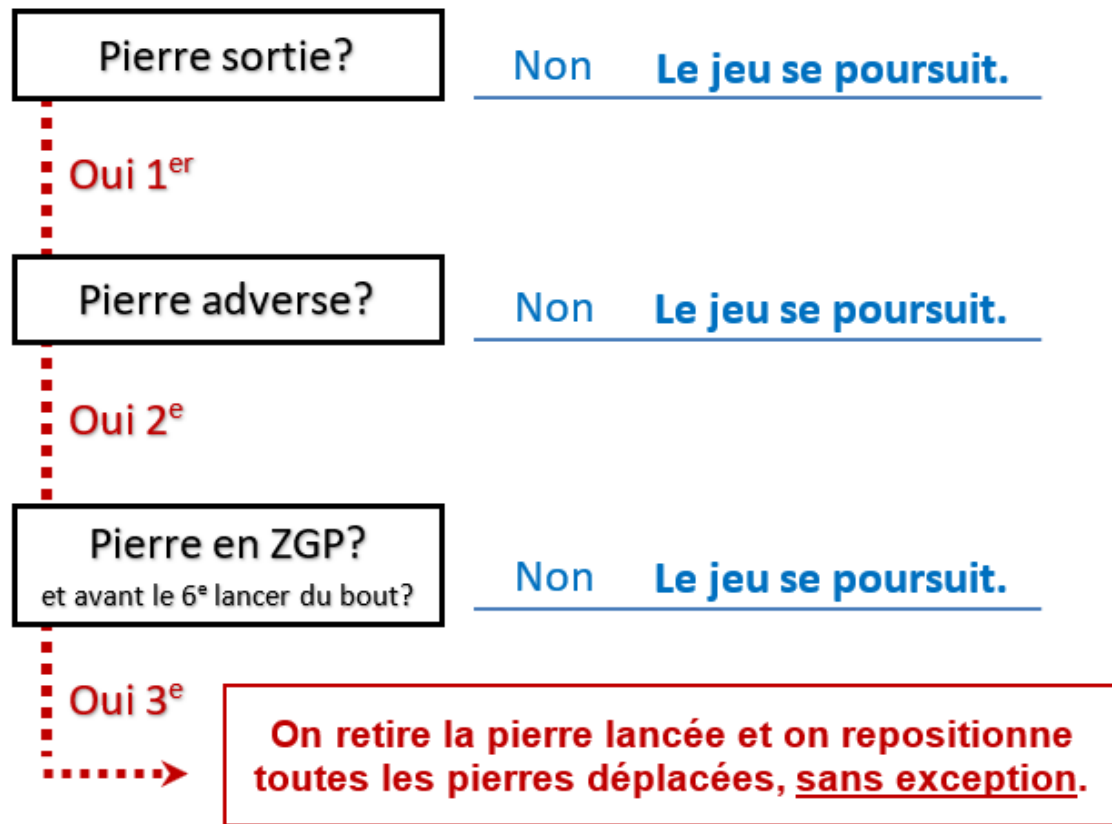 Pierre sortie?
Non Le jeu se poursuit.
Oui 1er
Pierre adverse?
Non Le jeu se poursuit.
Oui 2e
Pierre en ZGP?
et avant le 6e lancer du bout?
Non Le jeu se poursuit.
Oui 3e
On retire la pierre lancée et on repositionne
toutes les pierres déplacées, sans exception.